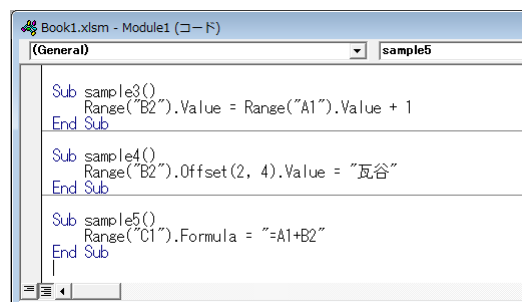 Book1.xlsm - Module1 (コード)
(General)
sample5
Sub sample3()
Range("B2").Value = Range("A1").Value + 1
End Sub
Sub sample4()
Range("B2").Offset(2, 4).Value = "瓦谷"
End Sub
Sub sample5()
Range("C1").Formula = "=A1+B2"
End Sub